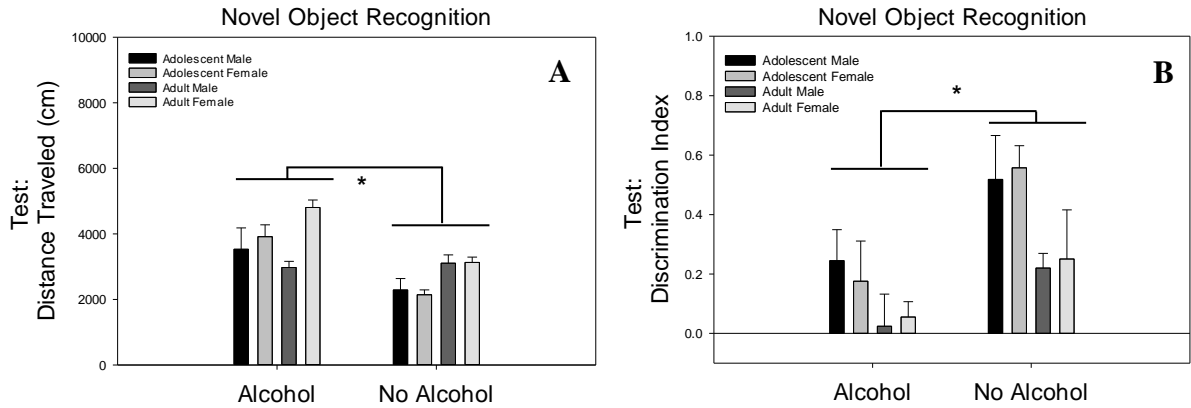 Novel Object Recognition
A
Adolescent Male
Adolescent Female
Adult Male
Adult Female
10000
8000
6000
4000
2000
0
*
Test:
Distance Traveled (cm)
Alcohol No Alcohol
Novel Object Recognition
B
Adolescent Male
Adolescent Female
Adult Male
Adult Female
1.0
0.8
0.6
0.4
0.2
0.0
*
Test:
Discrimination Index
Alcohol No Alcohol